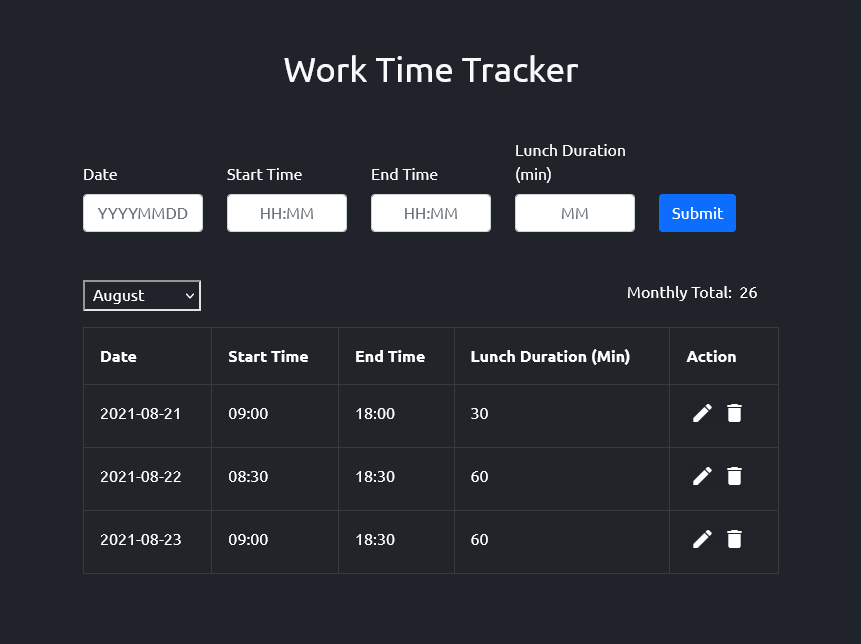 Work Time Tracker
Lunch Duration
Date Start Time End Time (min)
YYYYMMDD HH:MM HH:MM MM Submit
August Monthly Total: 26
Date Start Time End Time Lunch Duration (Min) Action
2021-08-21 09:00 18:00 30
2021-08-22 08:30 18:30 60
2021-08-23 09:00 18:30 60